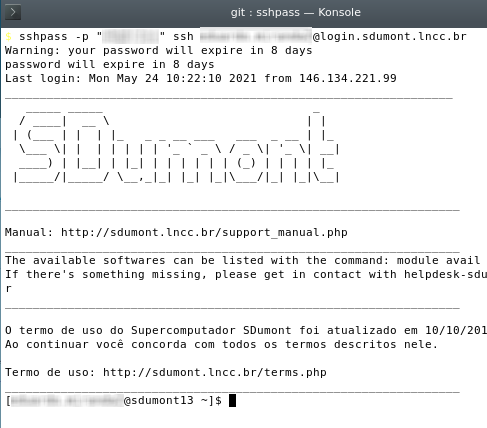 git : sshpass — Konsole
$ sshpass -p " " ssh @login.sdumont.lncc.br
Warning: your password will expire in 8 days
password will expire in 8 days
Last login: Mon May 24 10:22:10 2021 from 146.134.221.99
SDumont
Manual: http://sdumont.lncc.br/support_manual.php
The available softwares can be listed with the command: module avail
If there's something missing, please get in contact with helpdesk-sdu
r
O termo de uso do Supercomputador SDumont foi atualizado em 10/10/201
Ao continuar você concorda com todos os termos descritos nele.
Termo de uso: http://sdumont.lncc.br/terms.php
[ @sdumont13 ~]$